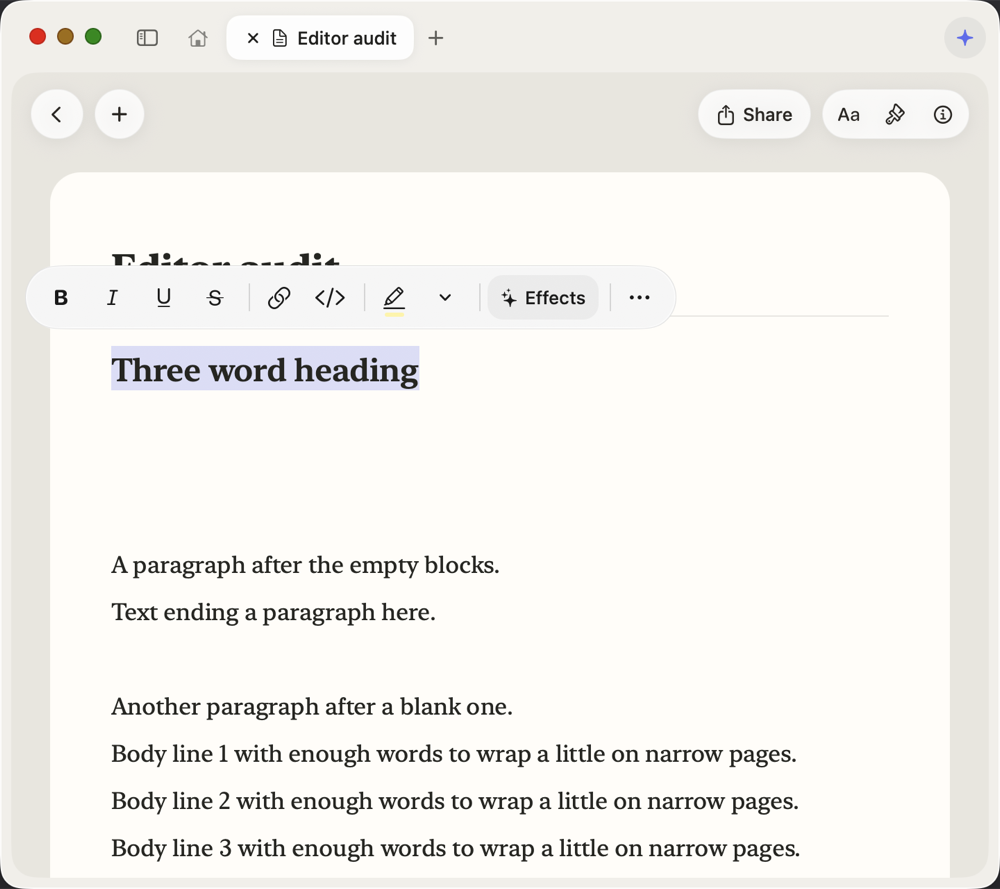 Editor audit
Share
Aa
Editor audit
B I U S </> Effects
Three word heading
A paragraph after the empty blocks.
Text ending a paragraph here.
Another paragraph after a blank one.
Body line 1 with enough words to wrap a little on narrow pages.
Body line 2 with enough words to wrap a little on narrow pages.
Body line 3 with enough words to wrap a little on narrow pages.